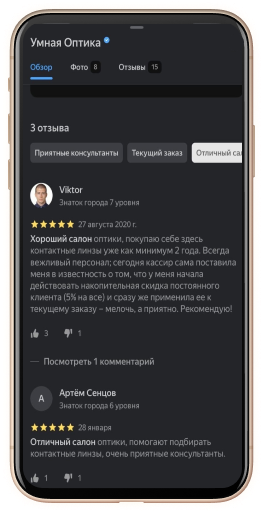 Умная Оптика
Обзор Фото 8 Отзывы 15
3 отзыва
Приятные консультанты Текущий заказ Отличный са
Viktor
Знаток города 7 уровня
27 августа 2020 г.
Хороший салон оптики, покупаю себе здесь
контактные линзы уже как минимум 2 года. Всегда
вежливый персонал; сегодня кассир сама поставила
меня в известность о том, что у меня начала
действовать накопительная скидка постоянного
клиента (5% на все) и сразу же применила ее к
текущему заказу – мелочь, а приятно. Рекомендую!
3 1
Посмотреть 1 комментарий
А
Артём Сенцов
Знаток города 6 уровня
28 января
Отличный салон оптики, помогают подбирать
контактные линзы, очень приятные консультанты.
1 1